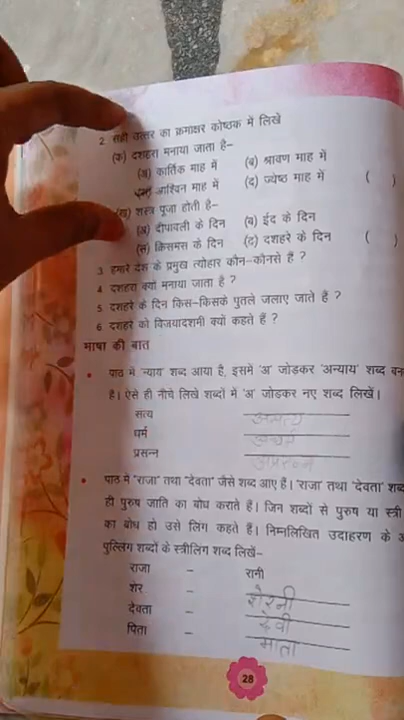 2 सही उत्तर का क्रमाक्षर कोष्ठक में लिखें
(क) दशहरा मनाया जाता है–
(अ) कार्तिक माह में (ब) श्रावण माह में
आश्विन माह में (द) ज्येष्ठ माह में ( )
(ख) शस्त्र पूजा होती है–
(अ) दीपावली के दिन (ब) ईद के दिन
(स) क्रिसमस के दिन (द) दशहरे के दिन ( )
3 हमारे देश के प्रमुख त्योहार कौन-कौनसे हैं ?
4 दशहरा क्यों मनाया जाता है ?
5 दशहरे के दिन किस-किसके पुतले जलाए जाते हैं ?
6 दशहरे को विजयादशमी क्यों कहते हैं ?
भाषा की बात
• पाठ में 'न्याय' शब्द आया है, इसमें 'अ' जोडकर 'अन्याय' शब्द बन
है। ऐसे ही नीचे लिखे शब्दों में 'अ' जोडकर नए शब्द लिखें।
सत्य असत्य
धर्म अधर्म
प्रसन्न अप्रसन्न
• पाठ में "राजा" तथा "देवता" जैसे शब्द आए हैं। 'राजा तथा 'देवता' शब्द
ही पुरुष जाति का बोध कराते हैं। जिन शब्दों से पुरुष या स्त्री
का बोध हो उसे लिंग कहते हैं। निम्नलिखित उदाहरण के
पुल्लिंग शब्दों के स्त्रीलिंग शब्द लिखें–
राजा – रानी
शेर – शेरनी
देवता – देवी
पिता – माता
28